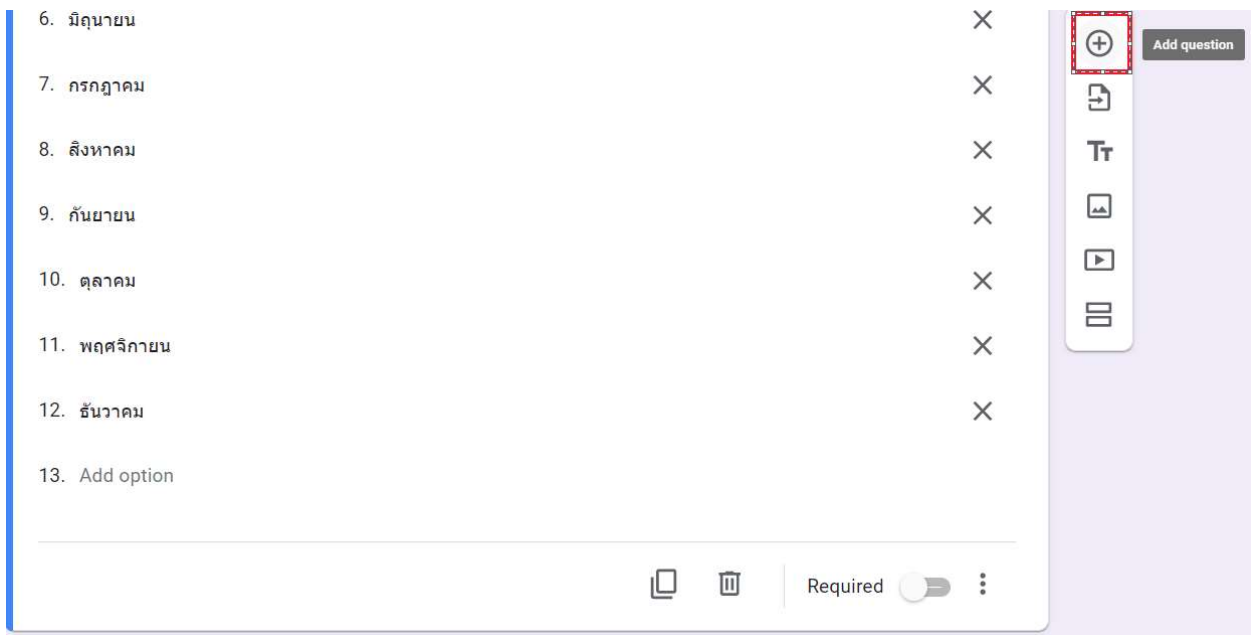 6. มิถุนายน
Add question
7. กรกฎาคม
8. สิงหาคม
9. กันยายน
10. ตุลาคม
11. พฤศจิกายน
12. ธันวาคม
13. Add option
Required